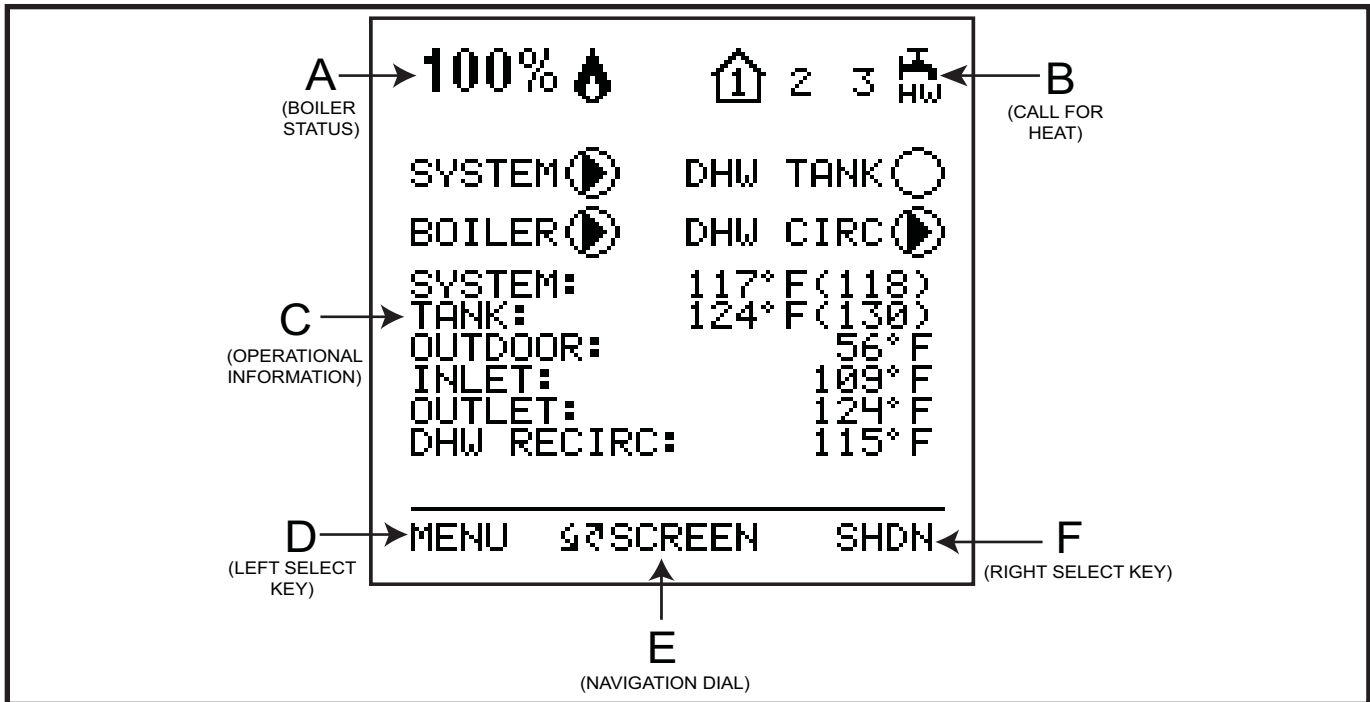 100% 1 2 3 HW
A
(BOILER
STATUS)
B
(CALL FOR
HEAT)
SYSTEM DHW TANK
BOILER DHW CIRC
SYSTEM: 117°F(118)
TANK: 124°F(130)
OUTDOOR: 56°F
INLET: 109°F
OUTLET: 124°F
DHW RECIRC: 115°F
C
(OPERATIONAL
INFORMATION)
MENU SCREEN SHDN
D
(LEFT SELECT
KEY)
F
(RIGHT SELECT KEY)
E
(NAVIGATION DIAL)